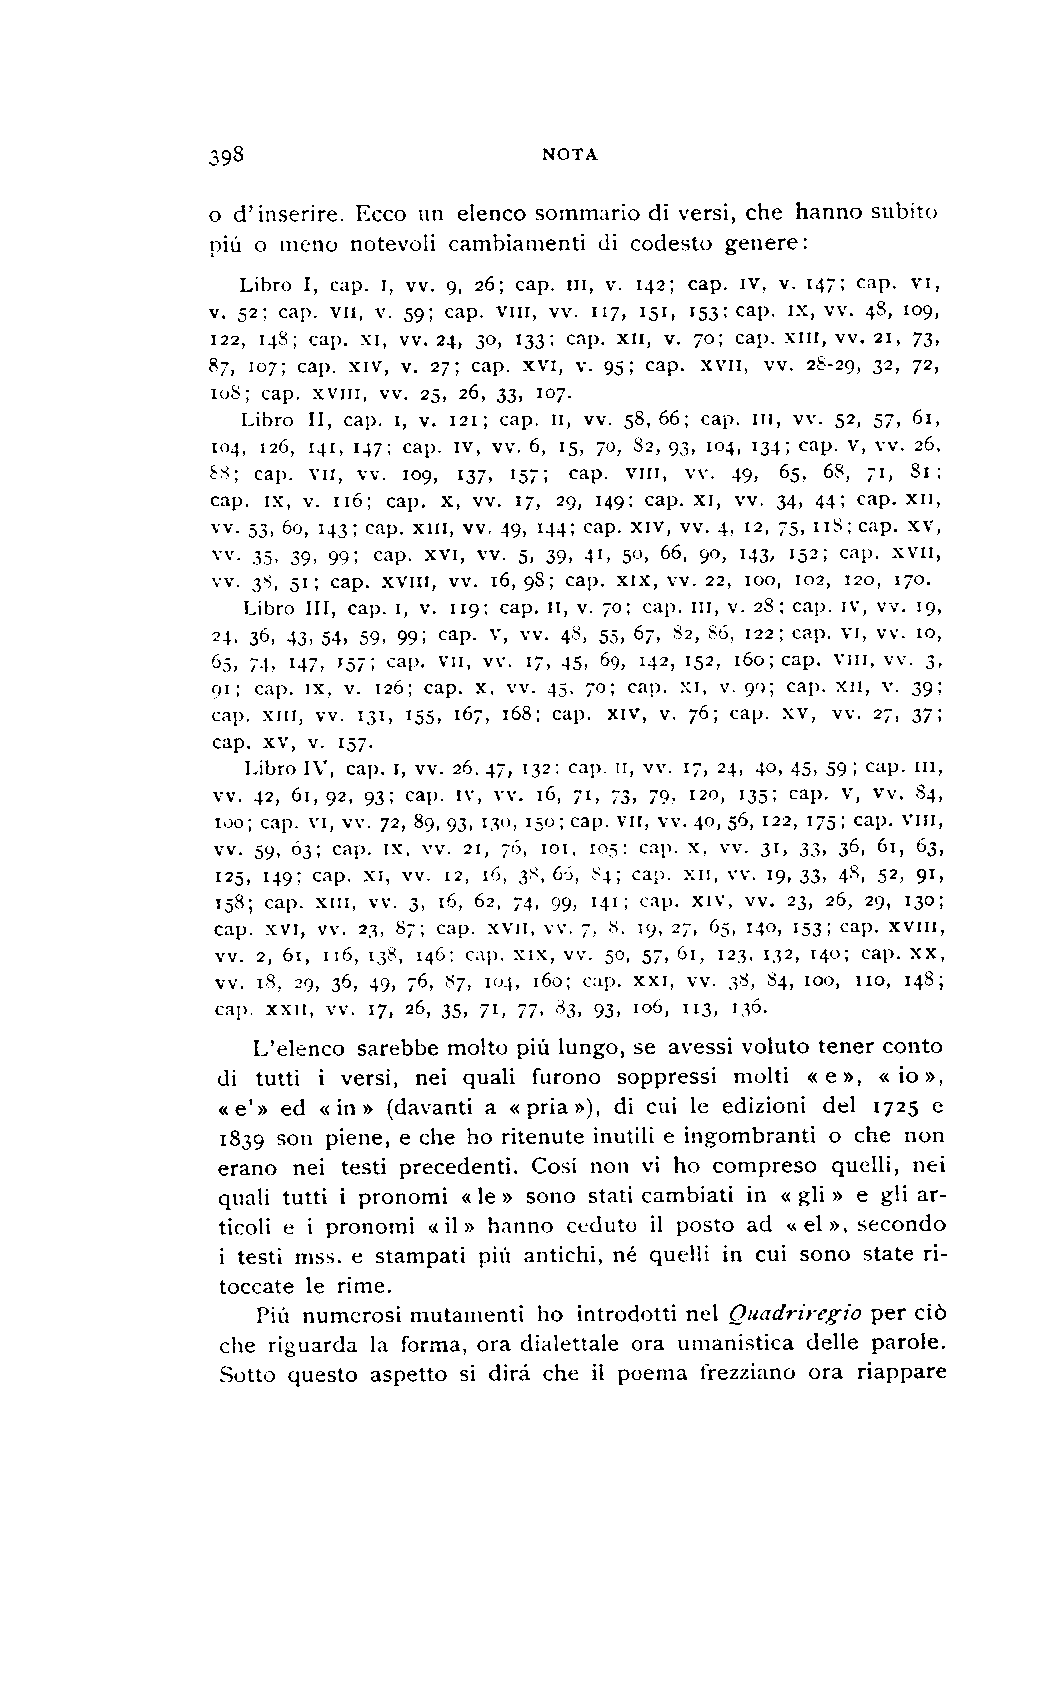 398 NOTA
o d'inserire. Ecco un elenco sommario di versi, che hanno subito
piú o meno notevoli cambiamenti di codesto genere:
Libro I, cap. I, vv. 9, 26; cap. III, v. 142; cap. IV, v. 147; cap. VI,
v. 52; cap. VII, v. 59; cap. VIII, vv. 117, 151, 153; cap. IX, vv. 48, 109,
122, 148; cap. XI, vv. 24, 30, 133; cap. XII, v. 70; cap. XIII, vv. 21, 73,
87, 107; cap. XIV, v. 27; cap. XVI, v. 95; cap. XVII, vv. 28-29, 32, 72,
108; cap. XVIII, vv. 25, 26, 33, 107.
Libro II, cap. I, v. 121; cap. II, vv. 58, 66; cap. III, vv. 52, 57, 61,
104, 126, 141, 147; cap. IV, vv. 6, 15, 70, 82, 93, 104, 134; cap. V, vv. 26,
88; cap. VII, vv. 109, 137, 157; cap. VIII, vv. 49, 65, 68, 71, 81;
cap. IX, v. 116; cap. X, vv. 17, 29, 149; cap. XI, vv. 34, 44; cap. XII,
vv. 53, 60, 143; cap. XIII, vv. 49, 144; cap. XIV, vv. 4, 12, 75, 118; cap. XV,
vv. 35, 39, 99; cap. XVI, vv. 5, 39, 41, 50, 66, 90, 143, 152; cap. XVII,
vv. 38, 51; cap. XVIII, vv. 16, 98; cap. XIX, vv. 22, 100, 102, 120, 170.
Libro III, cap. I, v. 119; cap. II, v. 70; cap. III, v. 28; cap. IV, vv. 19,
24, 36, 43, 54, 59, 99; cap. V, vv. 48, 55, 67, 82, 86, 122; cap. VI, vv. 10,
65, 74, 147, 157; cap. VII, vv. 17, 45, 69, 142, 152, 160; cap. VIII, vv. 3,
91; cap. IX, v. 126; cap. X, vv. 45, 70; cap. XI, v. 99; cap. XII, v. 39;
cap. XIII, vv. 131, 155, 167, 168; cap. XIV, v. 76; cap. XV, vv. 27, 37;
cap. XV, v. 157.
Libro IV, cap. I, vv. 26, 47, 132; cap. II, vv. 17, 24, 40, 45, 59; cap. III,
vv. 42, 61, 92, 93; cap. IV, vv. 16, 71, 73, 79, 120, 135; cap. V, vv. 84,
100; cap. VI, vv. 72, 89, 93, 130, 150; cap. VII, vv. 40, 56, 122, 175; cap. VIII,
vv. 59, 63; cap. IX, vv. 21, 76, 101, 105; cap. X, vv. 31, 33, 36, 61, 63,
125, 149; cap. XI, vv. 12, 16, 38, 66, 84; cap. XII, vv. 19, 33, 48, 52, 91,
158; cap. XIII, vv. 3, 16, 62, 74, 99, 141; cap. XIV, vv. 23, 26, 29, 130;
cap. XVI, vv. 23, 87; cap. XVII, vv. 7, 8, 19, 27, 65, 140, 153; cap. XVIII,
vv. 2, 61, 116, 138, 146; cap. XIX, vv. 50, 57, 61, 123, 132, 140; cap. XX,
vv. 18, 29, 36, 49, 76, 87, 104, 160; cap. XXI, vv. 38, 84, 100, 110, 148;
cap. XXII, vv. 17, 26, 35, 71, 77, 83, 93, 106, 113, 136.
L'elenco sarebbe molto piú lungo, se avessi voluto tener conto
di tutti i versi, nei quali furono soppressi molti « e », « io »,
« e' » ed « in » (davanti a « pria »), di cui le edizioni del 1725 e
1839 son piene, e che ho ritenute inutili e ingombranti o che non
erano nei testi precedenti. Cosí non vi ho compreso quelli, nei
quali tutti i pronomi « le » sono stati cambiati in « gli » e gli ar-
ticoli e i pronomi « il » hanno ceduto il posto ad « el », secondo
i testi mss. e stampati piú antichi, né quelli in cui sono state ri-
toccate le rime.
Piú numerosi mutamenti ho introdotti nel Quadriregio per ciò
che riguarda la forma, ora dialettale ora umanistica delle parole.
Sotto questo aspetto si dirá che il poema frezziano ora riappare